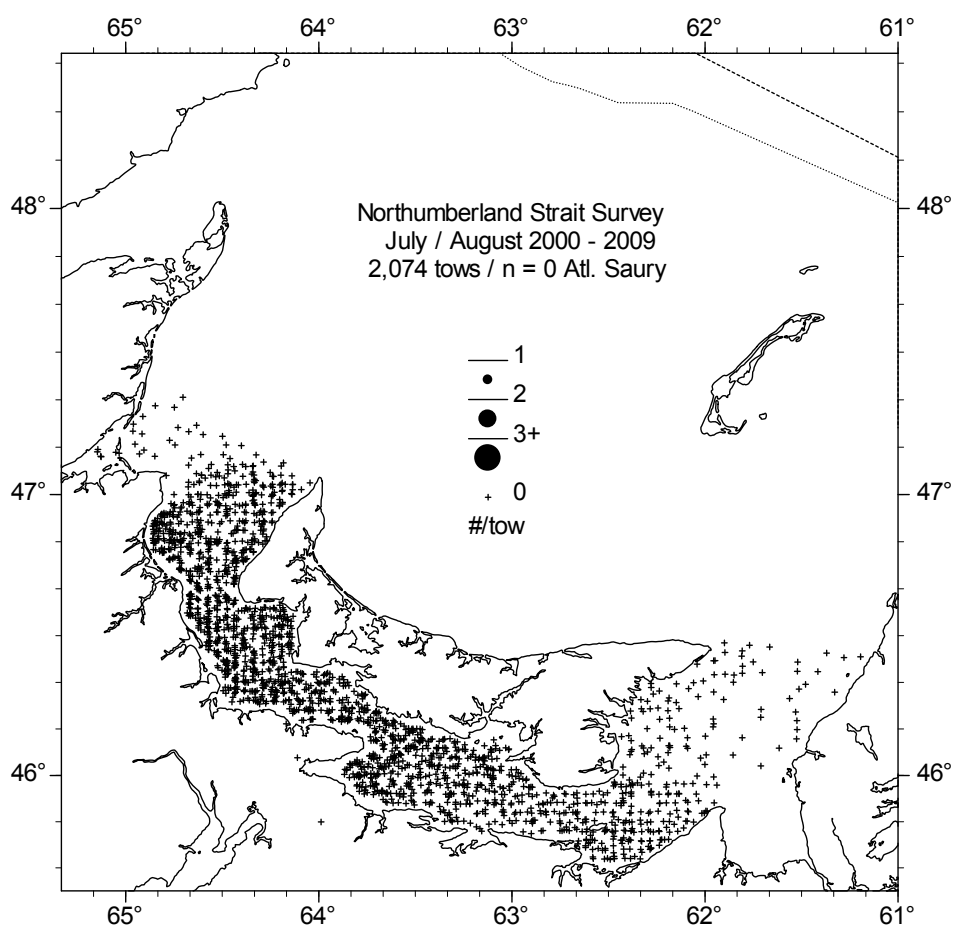 65° 64° 63° 62° 61°
48° 48°
Northumberland Strait Survey
July / August 2000 - 2009
2,074 tows / n = 0 Atl. Saury
1
2
3+
0
#/tow
47° 47°
46° 46°
65° 64° 63° 62° 61°